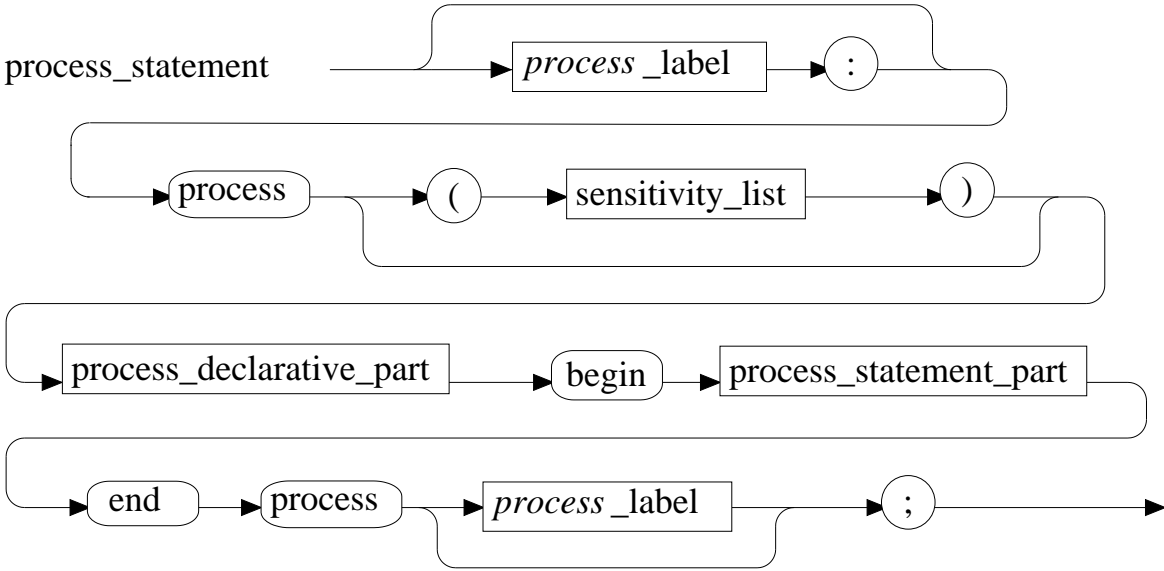 process_statement process _label :
process ( sensitivity_list )
process_declarative_part begin process_statement_part
end process process _label ;